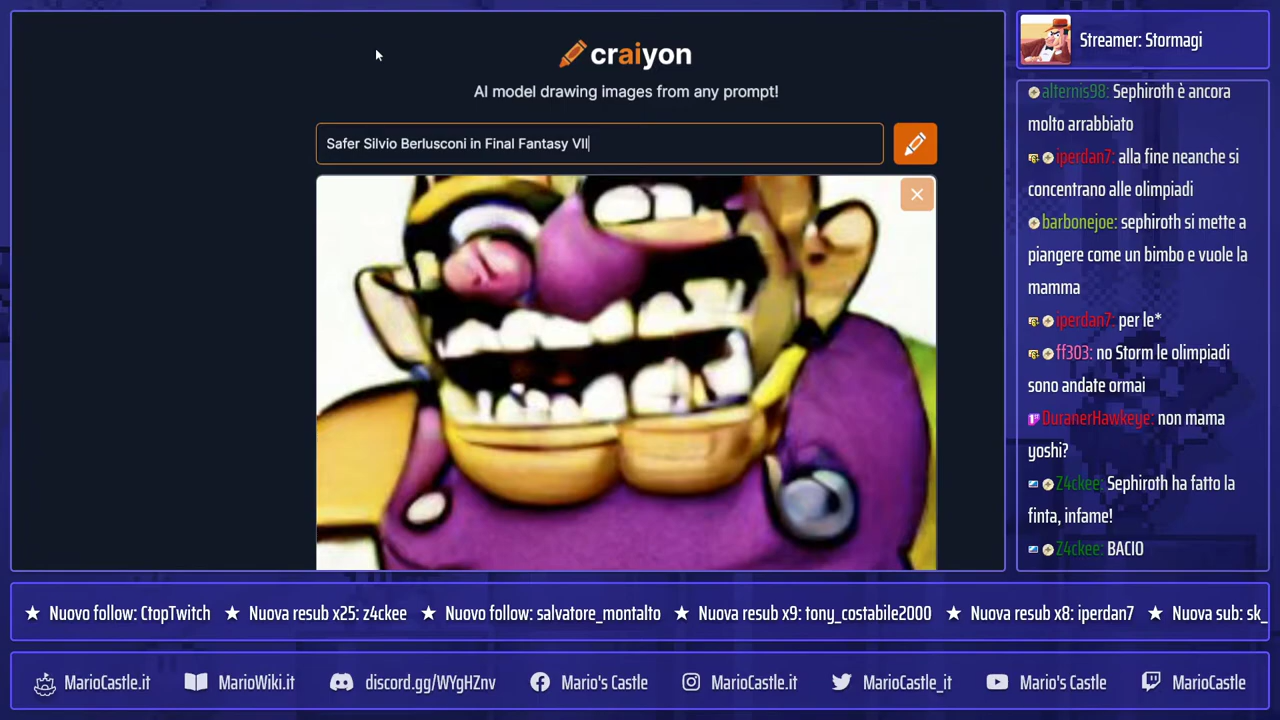 craiyon
AI model drawing images from any prompt!
Safer Silvio Berlusconi in Final Fantasy VII
Streamer: Stormagi
alternis98: Sephiroth è ancora
molto arrabbiato
iperdan7: alla fine neanche si
concentrano alle olimpiadi
barbonejoe: sephiroth si mette a
piangere come un bimbo e vuole la
mamma
iperdan7: per le*
ff303: no Storm le olimpiadi
sono andate ormai
DuranerHawkeye: non mama
yoshi?
Z4ckee: Sephiroth ha fatto la
finta, infame!
Z4ckee: BACIO
★ Nuovo follow: CtopTwitch ★ Nuova resub x25: z4ckee ★ Nuovo follow: salvatore_montalto ★ Nuova resub x9: tony_costabile2000 ★ Nuova resub x8: iperdan7 ★ Nuova sub: sk_
MarioCastle.it MarioWiki.it discord.gg/WYgHZnv Mario's Castle MarioCastle.it MarioCastle_it Mario's Castle MarioCastle